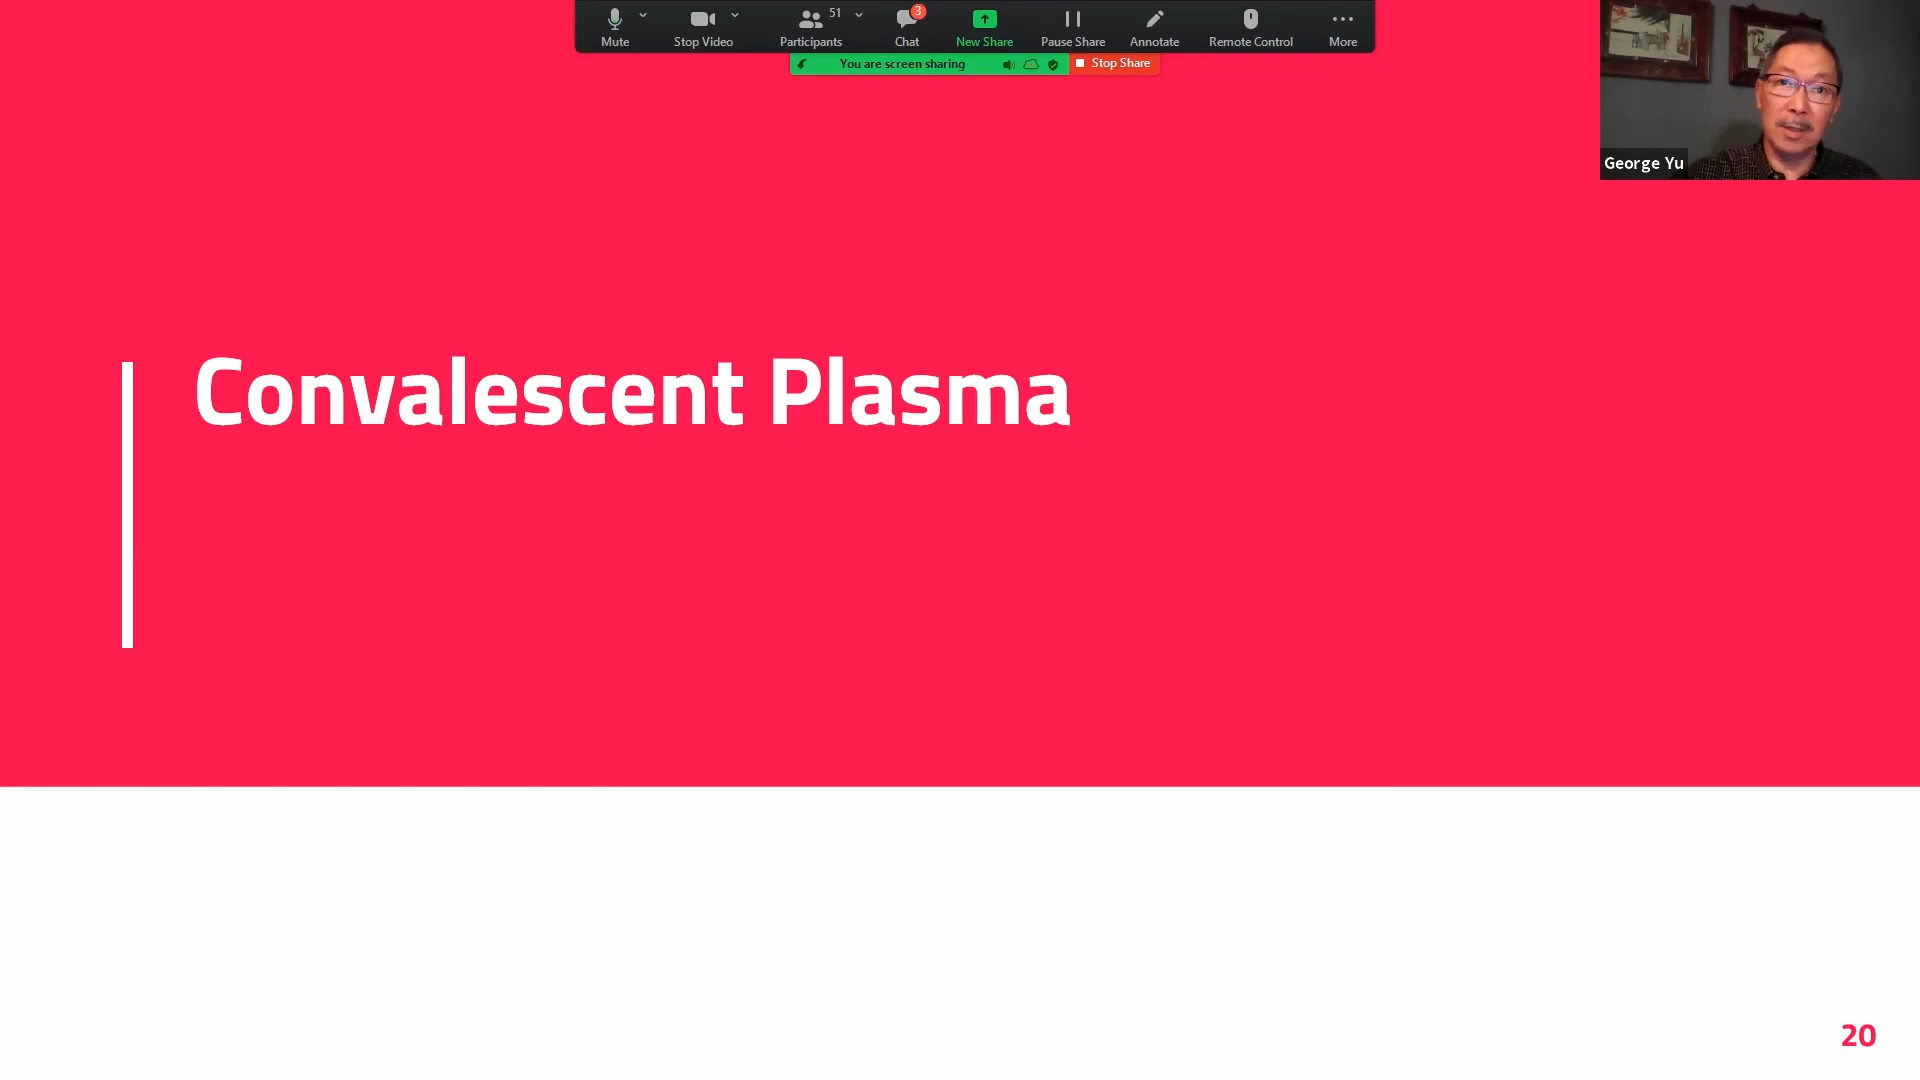 51
3
Mute
Stop Video
Participants
Chat
New Share
Pause Share
Annotate
Remote Control
More
You are screen sharing
Stop Share
George Yu
Convalescent Plasma
20